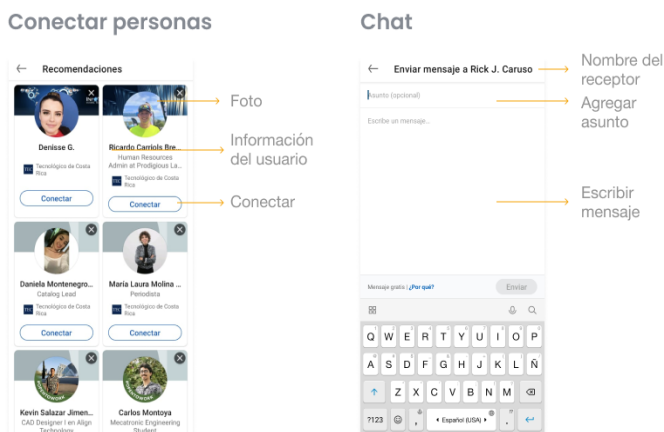 Conectar personas
Recomendaciones
Denisse G.
TEC Tecnológico de Costa
Rica
Conectar
Ricardo Carriols Bre...
Human Resources
Admin at Prodigious La...
TEC Tecnológico de Costa
Rica
Conectar
Daniela Montenegro...
Catalog Lead
TEC Tecnológico de Costa
Rica
Conectar
María Laura Molina ...
Periodista
TEC Tecnológico de Costa
Rica
Conectar
Kevin Salazar Jimen...
CAD Designer I en Align
Technology
Carlos Montoya
Mecatronic Engineering
Student
Foto
Información
del usuario
Conectar
Chat
Enviar mensaje a Rick J. Caruso
Asunto (opcional)
Escribe un mensaje...
Mensaje gratis | ¿Por qué?
Enviar
Q W E R T Y U I O P
A S D F G H J K L Ñ
Z X C V B N M
?123 , Español (USA) .
Nombre del
receptor
Agregar
asunto
Escribir
mensaje